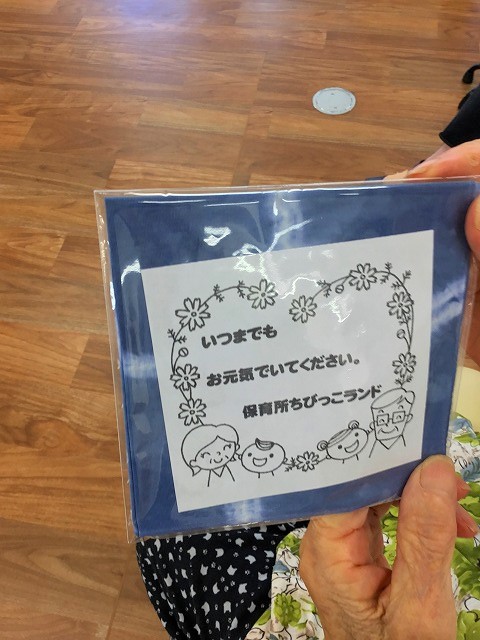 いつまでも
お元気でいてください。
保育所ちびっこランド